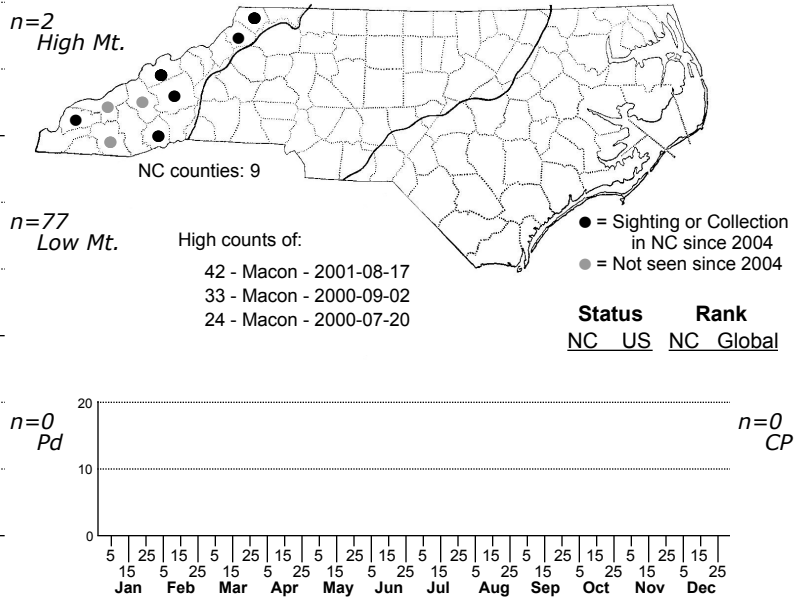 n=2
High Mt.
NC counties: 9
n=77
Low Mt.
High counts of:
42 - Macon - 2001-08-17
33 - Macon - 2000-09-02
24 - Macon - 2000-07-20
= Sighting or Collection
in NC since 2004
= Not seen since 2004
Status Rank
NC US NC Global
n=0
Pd
n=0
CP
20
10
0
5 25 15 5 25 15 5 25 15 5 25 15 5 25 15 5 25 15
15 5 25 15 5 25 15 5 25 15 5 25 15 5 25 15 5 25
Jan Feb Mar Apr May Jun Jul Aug Sep Oct Nov Dec